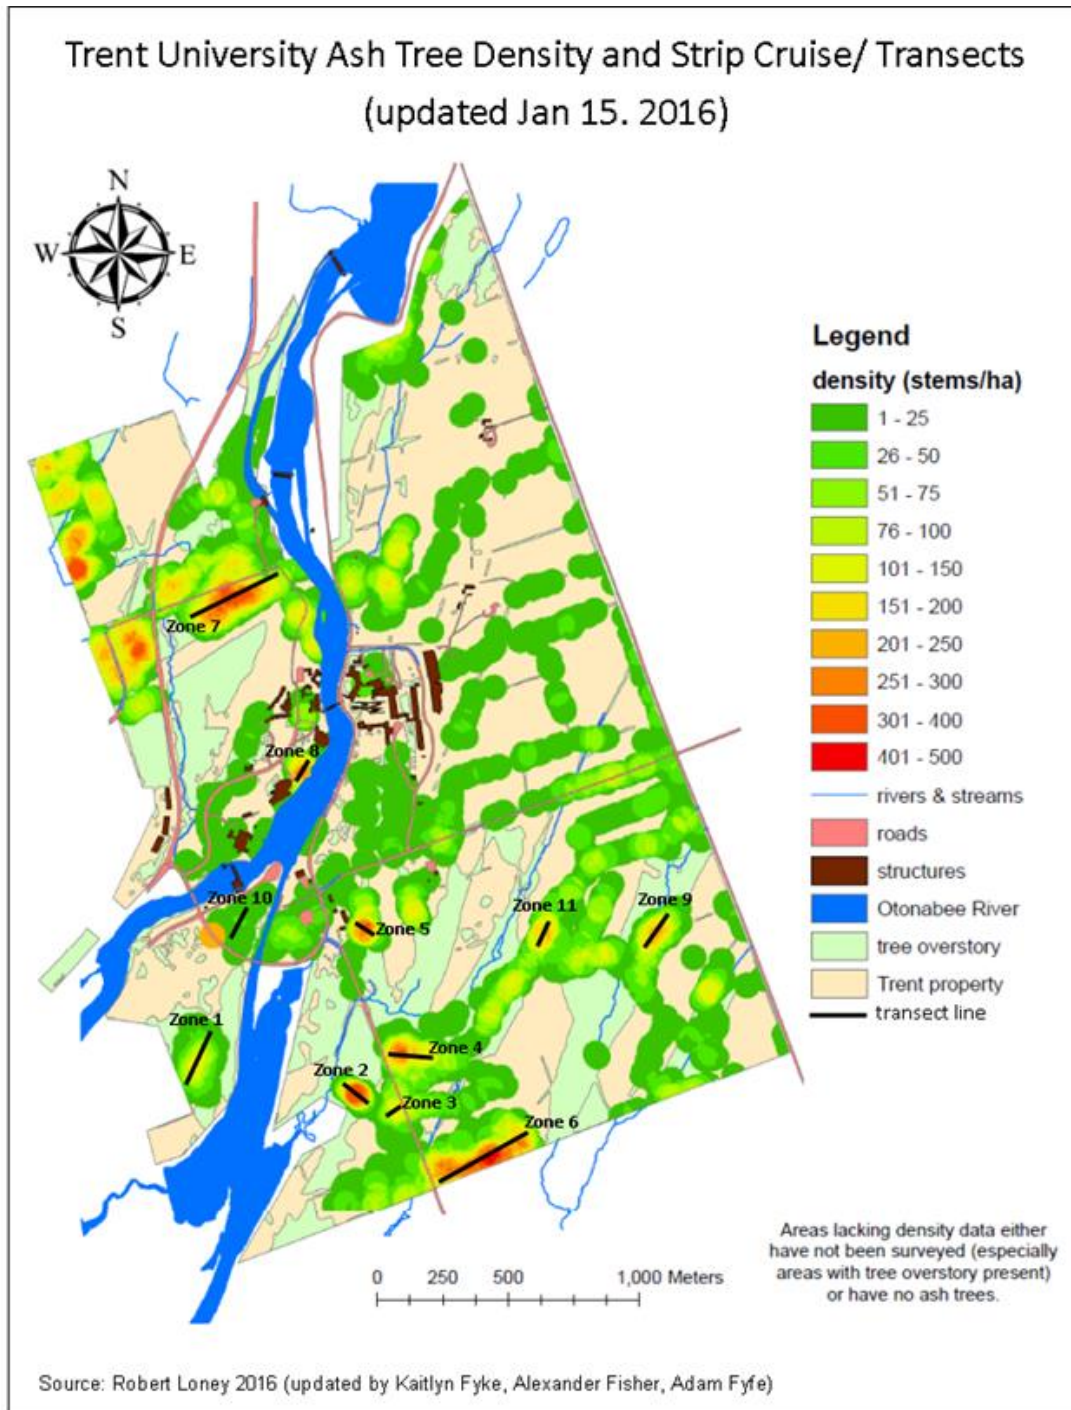 Trent University Ash Tree Density and Strip Cruise/ Transects
(updated Jan 15. 2016)
N
W E
S
Legend
density (stems/ha)
1 - 25
26 - 50
51 - 75
76 - 100
101 - 150
151 - 200
201 - 250
251 - 300
301 - 400
401 - 500
rivers & streams
roads
structures
Otonabee River
tree overstory
Trent property
transect line
Zone 7
Zone 8
Zone 10
Zone 5
Zone 11
Zone 9
Zone 1
Zone 4
Zone 2
Zone 3
Zone 6
Areas lacking density data either
have not been surveyed (especially
areas with tree overstory present)
or have no ash trees.
0 250 500 1,000 Meters
Source: Robert Loney 2016 (updated by Kaitlyn Fyke, Alexander Fisher, Adam Fyfe)